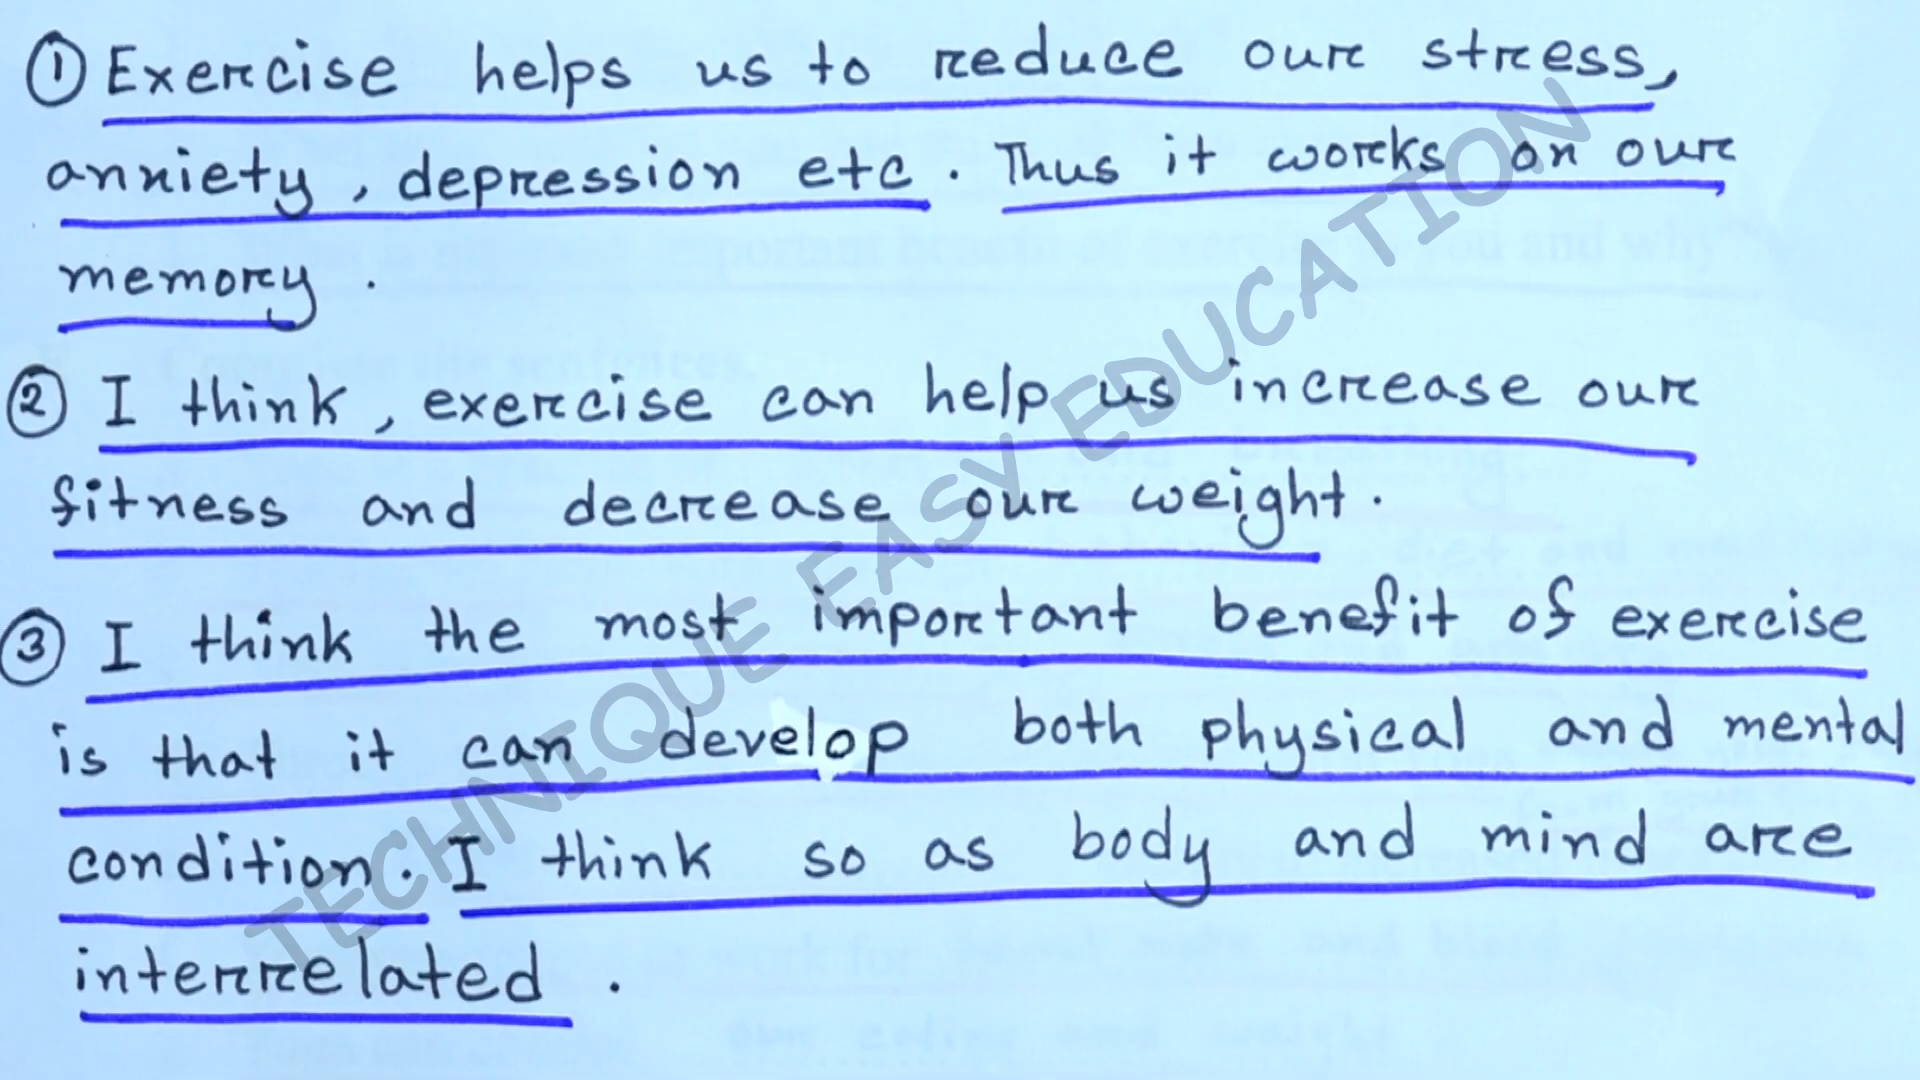 ① Exercise helps us to reduce our stress,
anxiety, depression etc. Thus it works on our
memory.
② I think, exercise can help us increase our
fitness and decrease our weight.
③ I think the most important benefit of exercise
is that it can develop both physical and mental
condition. I think so as body and mind are
interrelated.
TECHNIQUE EASY EDUCATION